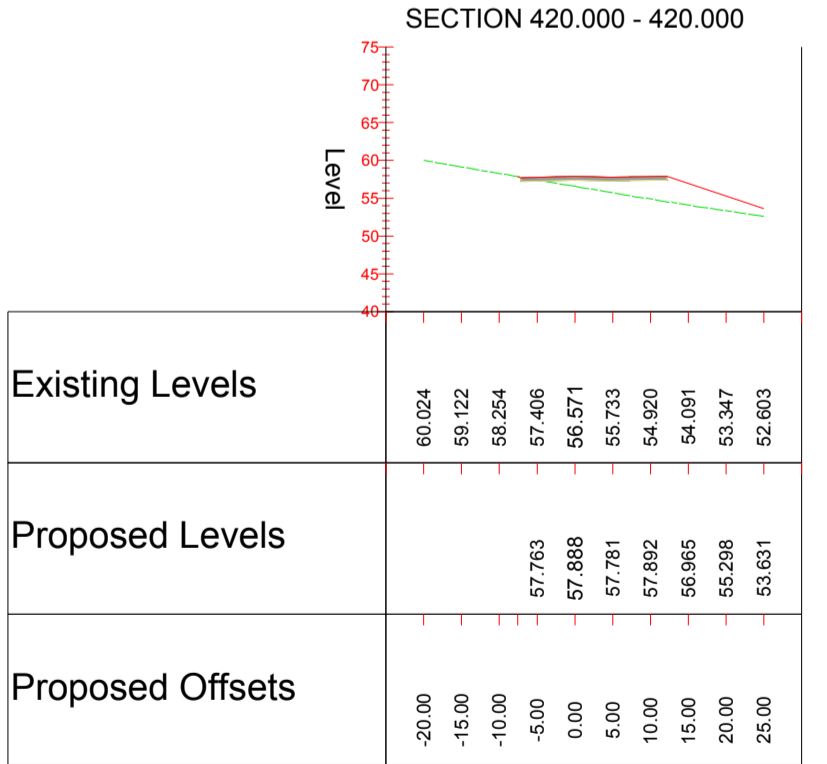 SECTION 420.000 - 420.000
Level
75
70
65
60
55
50
45
40
Existing Levels
60.024 59.122 58.254 57.406 56.571 55.733 54.920 54.091 53.347 52.603
Proposed Levels
57.763 57.888 57.781 57.892 56.965 55.298 53.631
Proposed Offsets
-20.00 -15.00 -10.00 -5.00 0.00 5.00 10.00 15.00 20.00 25.00